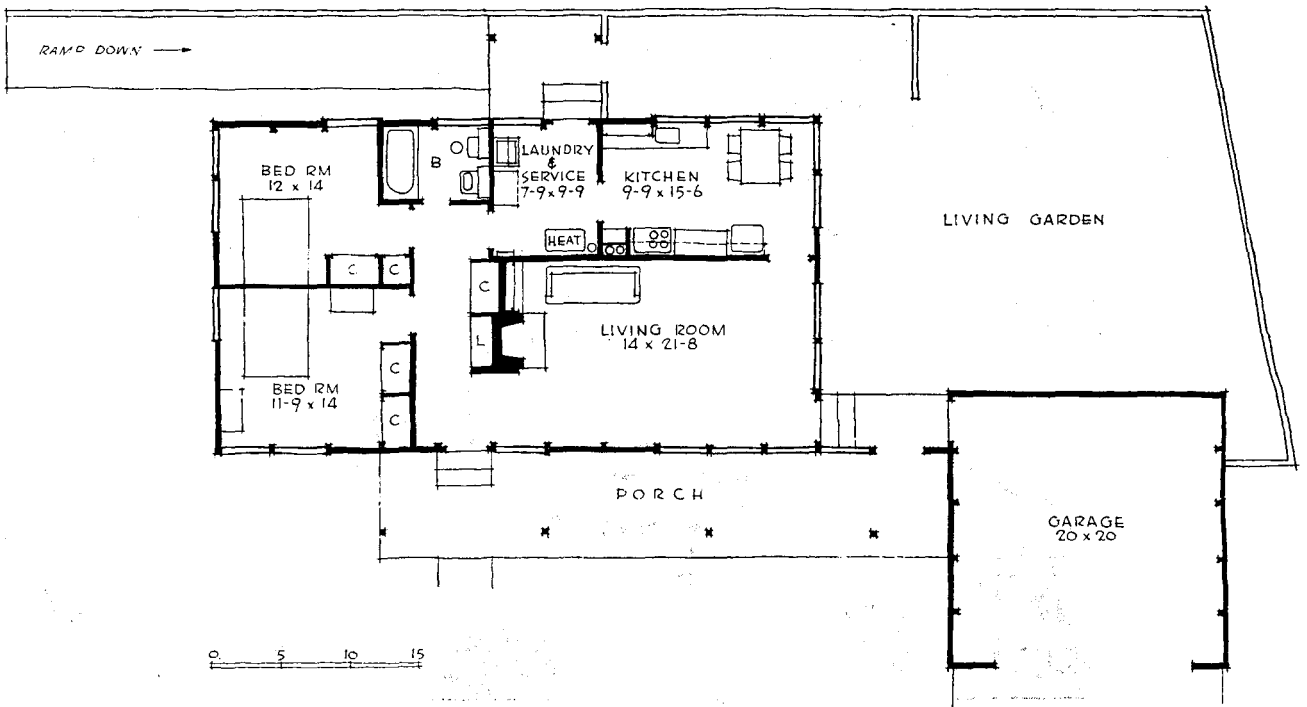 RAMP DOWN
BED RM
12 x 14
B
LAUNDRY
&
SERVICE
7-9 x 9-9
KITCHEN
9-9 x 15-6
LIVING GARDEN
HEAT
C
C
C
LIVING ROOM
14 x 21-8
L
BED RM
11-9 x 14
C
C
PORCH
GARAGE
20 x 20
0 5 10 15